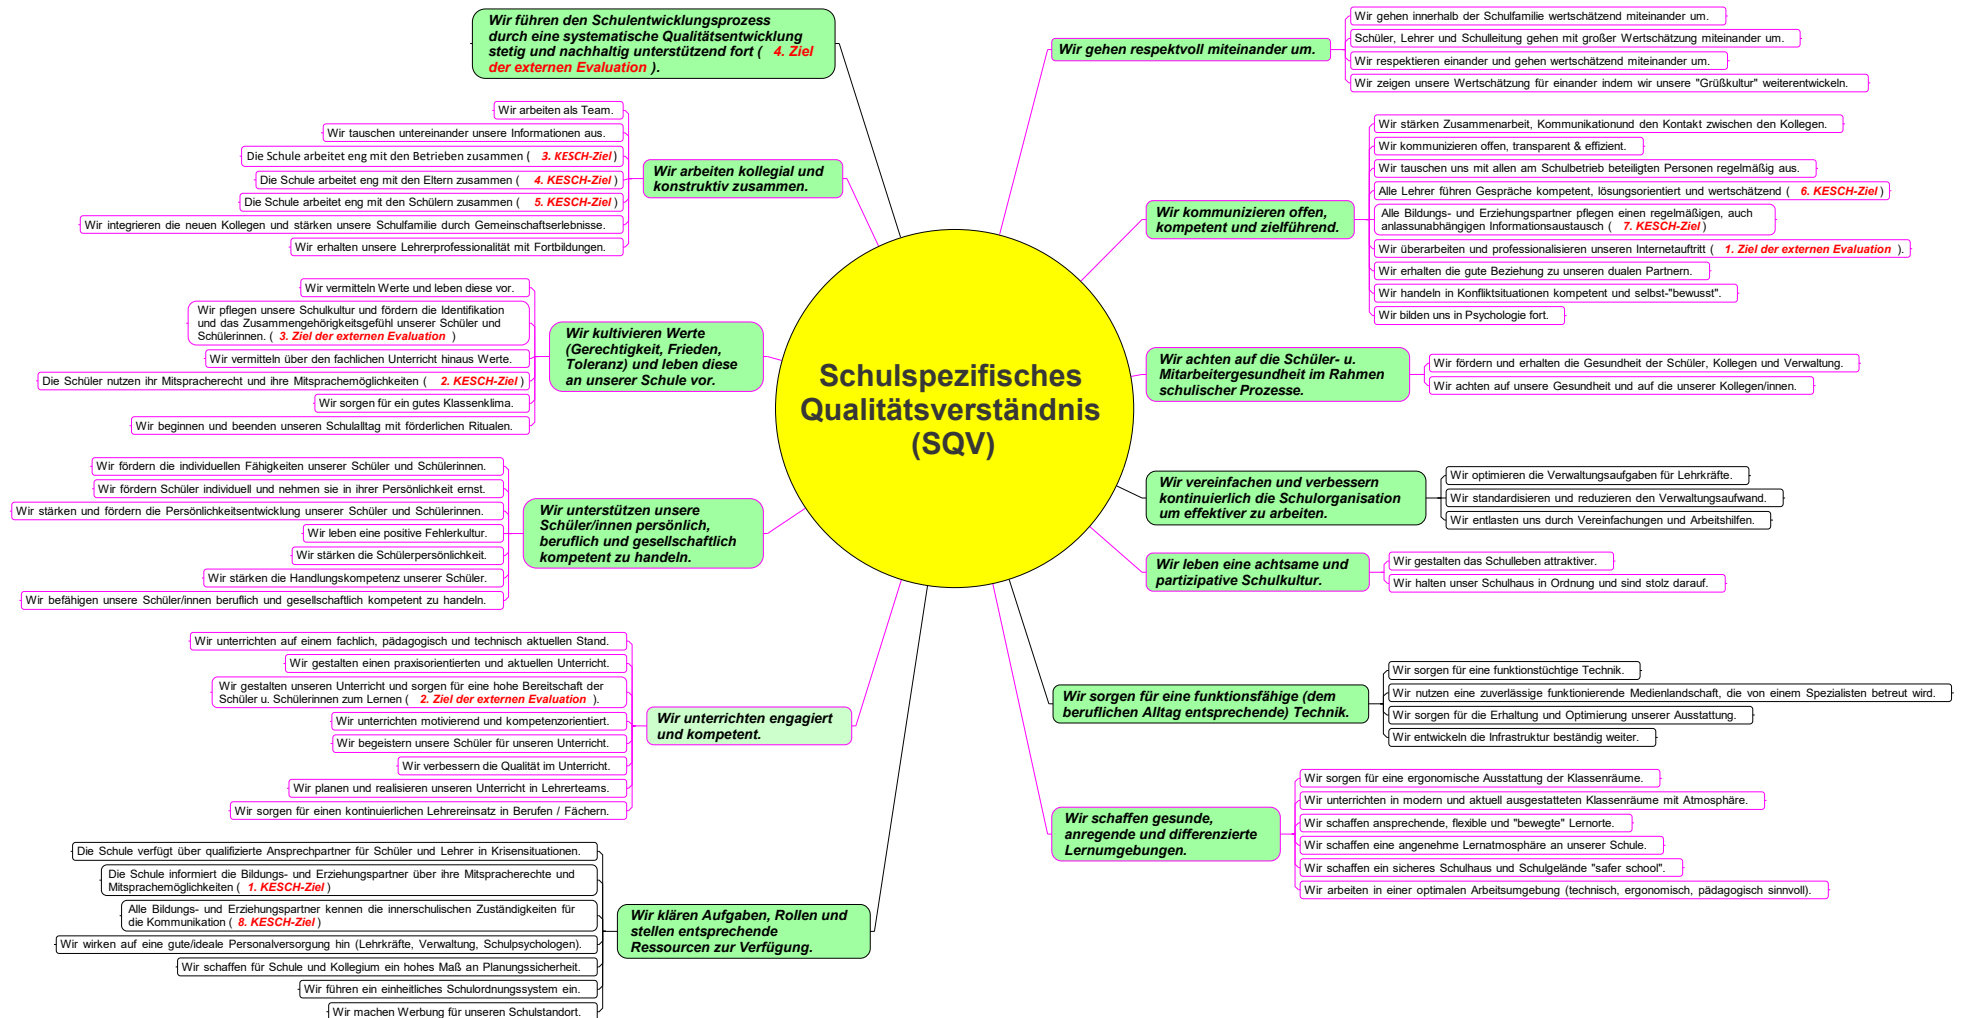 Schulspezifisches
Qualitätsverständnis
(SQV)
Wir führen den Schulentwicklungsprozess
durch eine systematische Qualitätsentwicklung
stetig und nachhaltig unterstützend fort ( 4. Ziel
der externen Evaluation ).
Wir arbeiten kollegial und
konstruktiv zusammen.
Wir arbeiten als Team.
Wir tauschen untereinander unsere Informationen aus.
Die Schule arbeitet eng mit den Betrieben zusammen ( 3. KESCH-Ziel )
Die Schule arbeitet eng mit den Eltern zusammen ( 4. KESCH-Ziel )
Die Schule arbeitet eng mit den Schülern zusammen ( 5. KESCH-Ziel )
Wir integrieren die neuen Kollegen und stärken unsere Schulfamilie durch Gemeinschaftserlebnisse.
Wir erhalten unsere Lehrerprofessionalität mit Fortbildungen.
Wir kultivieren Werte
(Gerechtigkeit, Frieden,
Toleranz) und leben diese
an unserer Schule vor.
Wir vermitteln Werte und leben diese vor.
Wir pflegen unsere Schulkultur und fördern die Identifikation
und das Zusammengehörigkeitsgefühl unserer Schüler und
Schülerinnen. ( 3. Ziel der externen Evaluation )
Wir vermitteln über den fachlichen Unterricht hinaus Werte.
Die Schüler nutzen ihr Mitspracherecht und ihre Mitsprachemöglichkeiten ( 2. KESCH-Ziel )
Wir sorgen für ein gutes Klassenklima.
Wir beginnen und beenden unseren Schulalltag mit förderlichen Ritualen.
Wir unterstützen unsere
Schüler/innen persönlich,
beruflich und gesellschaftlich
kompetent zu handeln.
Wir fördern die individuellen Fähigkeiten unserer Schüler und Schülerinnen.
Wir fördern Schüler individuell und nehmen sie in ihrer Persönlichkeit ernst.
Wir stärken und fördern die Persönlichkeitsentwicklung unserer Schüler und Schülerinnen.
Wir leben eine positive Fehlerkultur.
Wir stärken die Schülerpersönlichkeit.
Wir stärken die Handlungskompetenz unserer Schüler.
Wir befähigen unsere Schüler/innen beruflich und gesellschaftlich kompetent zu handeln.
Wir unterrichten engagiert
und kompetent.
Wir unterrichten auf einem fachlich, pädagogisch und technisch aktuellen Stand.
Wir gestalten einen praxisorientierten und aktuellen Unterricht.
Wir gestalten unseren Unterricht und sorgen für eine hohe Bereitschaft der
Schüler u. Schülerinnen zum Lernen ( 2. Ziel der externen Evaluation ).
Wir unterrichten motivierend und kompetenzorientiert.
Wir begeistern unsere Schüler für unseren Unterricht.
Wir verbessern die Qualität im Unterricht.
Wir planen und realisieren unseren Unterricht in Lehrerteams.
Wir sorgen für einen kontinuierlichen Lehrereinsatz in Berufen / Fächern.
Wir klären Aufgaben, Rollen und
stellen entsprechende
Ressourcen zur Verfügung.
Die Schule verfügt über qualifizierte Ansprechpartner für Schüler und Lehrer in Krisensituationen.
Die Schule informiert die Bildungs- und Erziehungspartner über ihre Mitspracherechte und
Mitsprachemöglichkeiten ( 1. KESCH-Ziel )
Alle Bildungs- und Erziehungspartner kennen die innerschulischen Zuständigkeiten für
die Kommunikation ( 8. KESCH-Ziel )
Wir wirken auf eine gute/ideale Personalversorgung hin (Lehrkräfte, Verwaltung, Schulpsychologen).
Wir schaffen für Schule und Kollegium ein hohes Maß an Planungssicherheit.
Wir führen ein einheitliches Schulordnungssystem ein.
Wir machen Werbung für unseren Schulstandort.
Wir gehen respektvoll miteinander um.
Wir gehen innerhalb der Schulfamilie wertschätzend miteinander um.
Schüler, Lehrer und Schulleitung gehen mit großer Wertschätzung miteinander um.
Wir respektieren einander und gehen wertschätzend miteinander um.
Wir zeigen unsere Wertschätzung für einander indem wir unsere "Grüßkultur" weiterentwickeln.
Wir kommunizieren offen,
kompetent und zielführend.
Wir stärken Zusammenarbeit, Kommunikationund den Kontakt zwischen den Kollegen.
Wir kommunizieren offen, transparent & effizient.
Wir tauschen uns mit allen am Schulbetrieb beteiligten Personen regelmäßig aus.
Alle Lehrer führen Gespräche kompetent, lösungsorientiert und wertschätzend ( 6. KESCH-Ziel )
Alle Bildungs- und Erziehungspartner pflegen einen regelmäßigen, auch
anlassunabhängigen Informationsaustausch ( 7. KESCH-Ziel )
Wir überarbeiten und professionalisieren unseren Internetauftritt ( 1. Ziel der externen Evaluation ).
Wir erhalten die gute Beziehung zu unseren dualen Partnern.
Wir handeln in Konfliktsituationen kompetent und selbst-"bewusst".
Wir bilden uns in Psychologie fort.
Wir achten auf die Schüler- u.
Mitarbeitergesundheit im Rahmen
schulischer Prozesse.
Wir fördern und erhalten die Gesundheit der Schüler, Kollegen und Verwaltung.
Wir achten auf unsere Gesundheit und auf die unserer Kollegen/innen.
Wir vereinfachen und verbessern
kontinuierlich die Schulorganisation
um effektiver zu arbeiten.
Wir optimieren die Verwaltungsaufgaben für Lehrkräfte.
Wir standardisieren und reduzieren den Verwaltungsaufwand.
Wir entlasten uns durch Vereinfachungen und Arbeitshilfen.
Wir leben eine achtsame und
partizipative Schulkultur.
Wir gestalten das Schulleben attraktiver.
Wir halten unser Schulhaus in Ordnung und sind stolz darauf.
Wir sorgen für eine funktionsfähige (dem
beruflichen Alltag entsprechende) Technik.
Wir sorgen für eine funktionstüchtige Technik.
Wir nutzen eine zuverlässige funktionierende Medienlandschaft, die von einem Spezialisten betreut wird.
Wir sorgen für die Erhaltung und Optimierung unserer Ausstattung.
Wir entwickeln die Infrastruktur beständig weiter.
Wir schaffen gesunde,
anregende und differenzierte
Lernumgebungen.
Wir sorgen für eine ergonomische Ausstattung der Klassenräume.
Wir unterrichten in modern und aktuell ausgestatteten Klassenräume mit Atmosphäre.
Wir schaffen ansprechende, flexible und "bewegte" Lernorte.
Wir schaffen eine angenehme Lernatmosphäre an unserer Schule.
Wir schaffen ein sicheres Schulhaus und Schulgelände "safer school".
Wir arbeiten in einer optimalen Arbeitsumgebung (technisch, ergonomisch, pädagogisch sinnvoll).